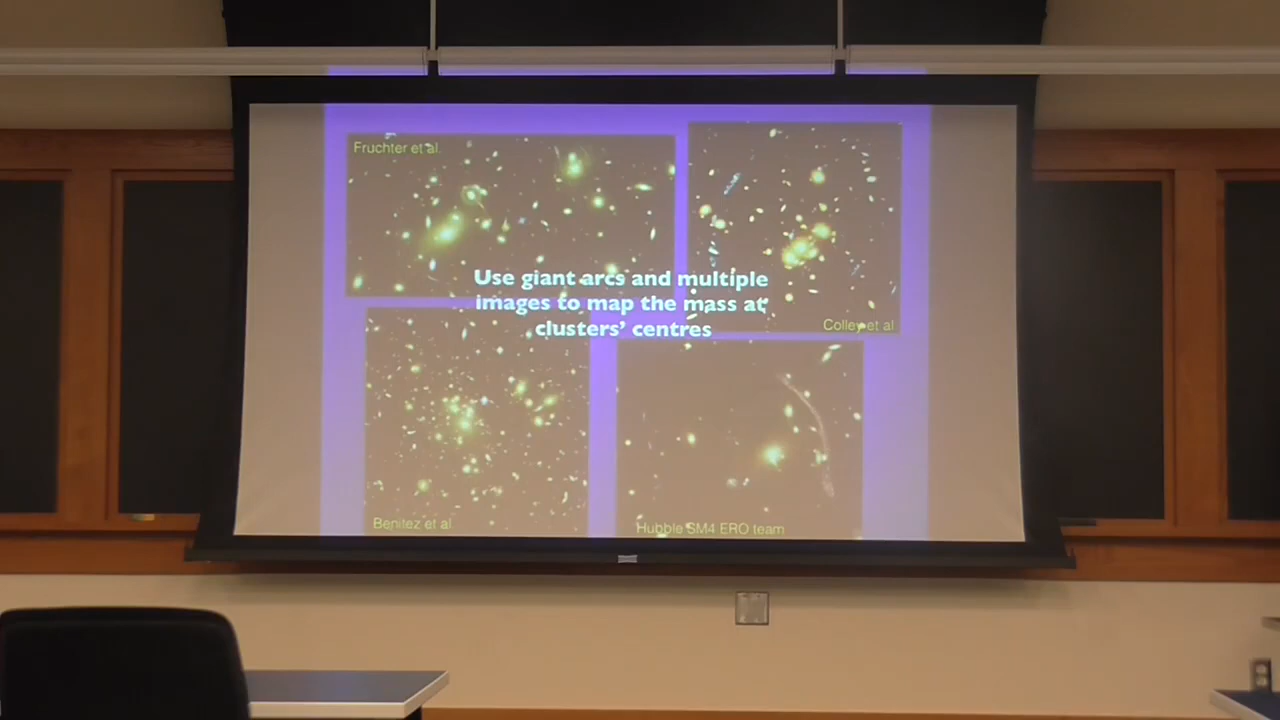 Fruchter et al.
Use giant arcs and multiple
images to map the mass at
clusters’ centres
Colley et al
Benitez et al
Hubble SM4 ERO team